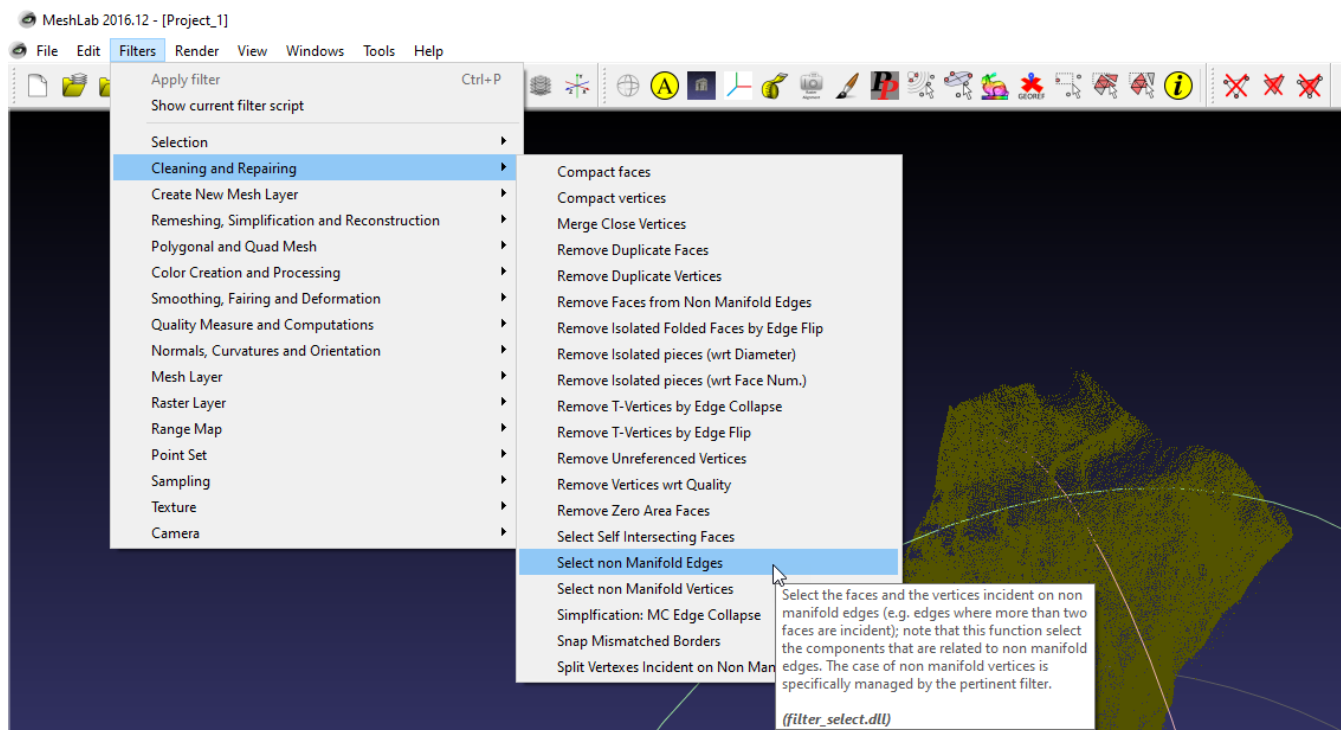 MeshLab 2016.12 - [Project_1]
File Edit Filters Render View Windows Tools Help
A
PP
GEOREF
i
Apply filter Ctrl+P
Show current filter script
Selection
Cleaning and Repairing
Create New Mesh Layer
Remeshing, Simplification and Reconstruction
Polygonal and Quad Mesh
Color Creation and Processing
Smoothing, Fairing and Deformation
Quality Measure and Computations
Normals, Curvatures and Orientation
Mesh Layer
Raster Layer
Range Map
Point Set
Sampling
Texture
Camera
Compact faces
Compact vertices
Merge Close Vertices
Remove Duplicate Faces
Remove Duplicate Vertices
Remove Faces from Non Manifold Edges
Remove Isolated Folded Faces by Edge Flip
Remove Isolated pieces (wrt Diameter)
Remove Isolated pieces (wrt Face Num.)
Remove T-Vertices by Edge Collapse
Remove T-Vertices by Edge Flip
Remove Unreferenced Vertices
Remove Vertices wrt Quality
Remove Zero Area Faces
Select Self Intersecting Faces
Select non Manifold Edges
Select non Manifold Vertices
Simplfication: MC Edge Collapse
Snap Mismatched Borders
Split Vertexes Incident on Non Man
Select the faces and the vertices incident on non
manifold edges (e.g. edges where more than two
faces are incident); note that this function select
the components that are related to non manifold
edges. The case of non manifold vertices is
specifically managed by the pertinent filter.
(filter_select.dll)